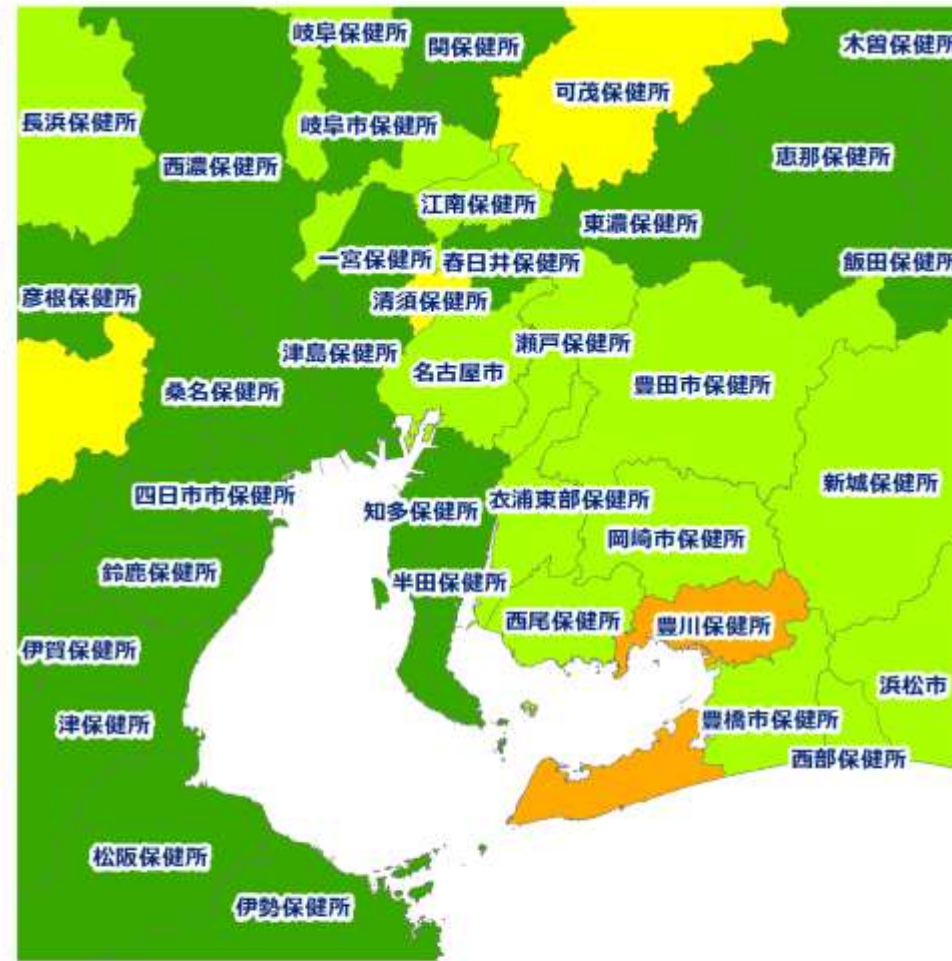 岐阜保健所
関保健所
木曽保健所
可茂保健所
長浜保健所
岐阜市保健所
西濃保健所
恵那保健所
江南保健所
東濃保健所
一宮保健所
春日井保健所
飯田保健所
彦根保健所
清須保健所
津島保健所
瀬戸保健所
名古屋市
豊田市保健所
桑名保健所
新城保健所
四日市市保健所
知多保健所
衣浦東部保健所
岡崎市保健所
鈴鹿保健所
半田保健所
西尾保健所
豊川保健所
伊賀保健所
浜松市
津保健所
豊橋市保健所
西部保健所
松阪保健所
伊勢保健所